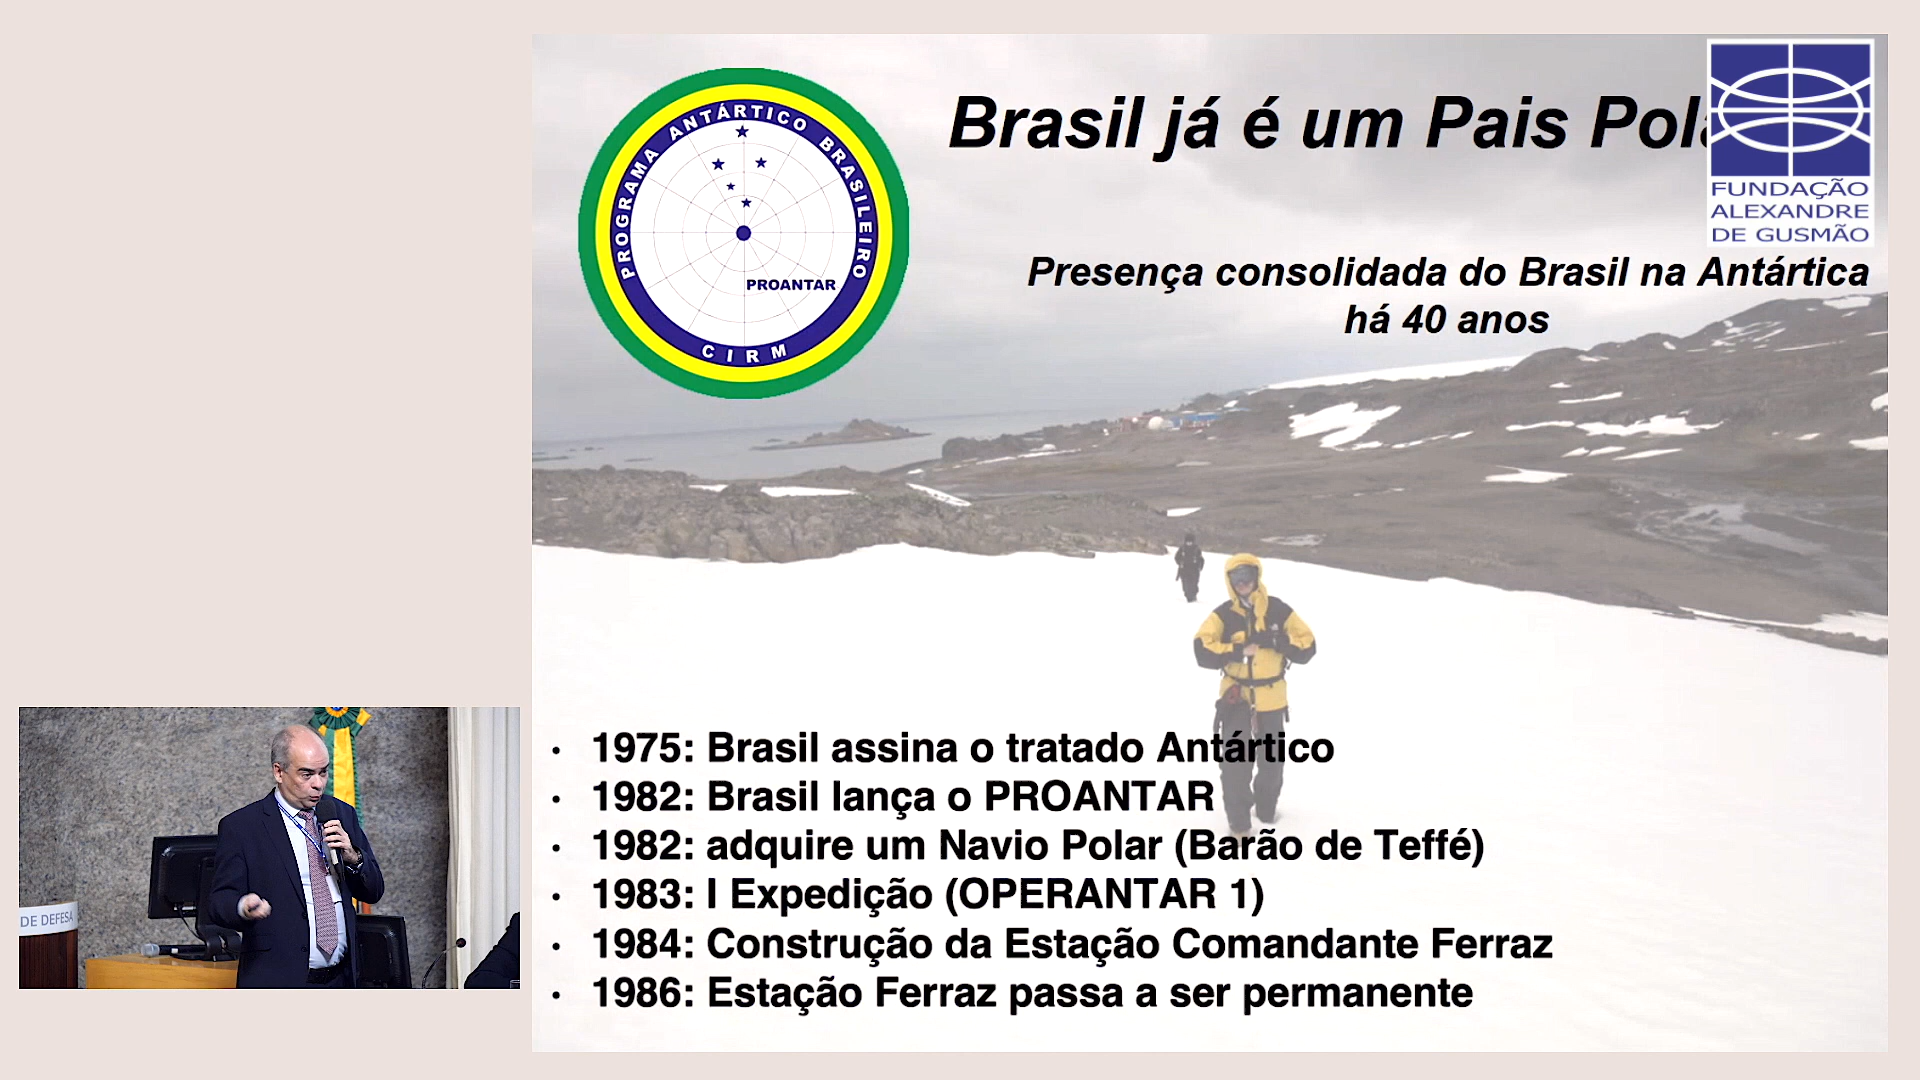 PROGRAMA ANTÁRTICO BRASILEIRO
PROANTAR
CIRM
Brasil já é um Pais
FUNDAÇÃO
ALEXANDRE
DE GUSMÃO
Presença consolidada do Brasil na Antártica
há 40 anos
• 1975: Brasil assina o tratado Antártico
• 1982: Brasil lança o PROANTAR
• 1982: adquire um Navio Polar (Barão de Teffé)
• 1983: I Expedição (OPERANTAR 1)
• 1984: Construção da Estação Comandante Ferraz
• 1986: Estação Ferraz passa a ser permanente
DE DEFESA